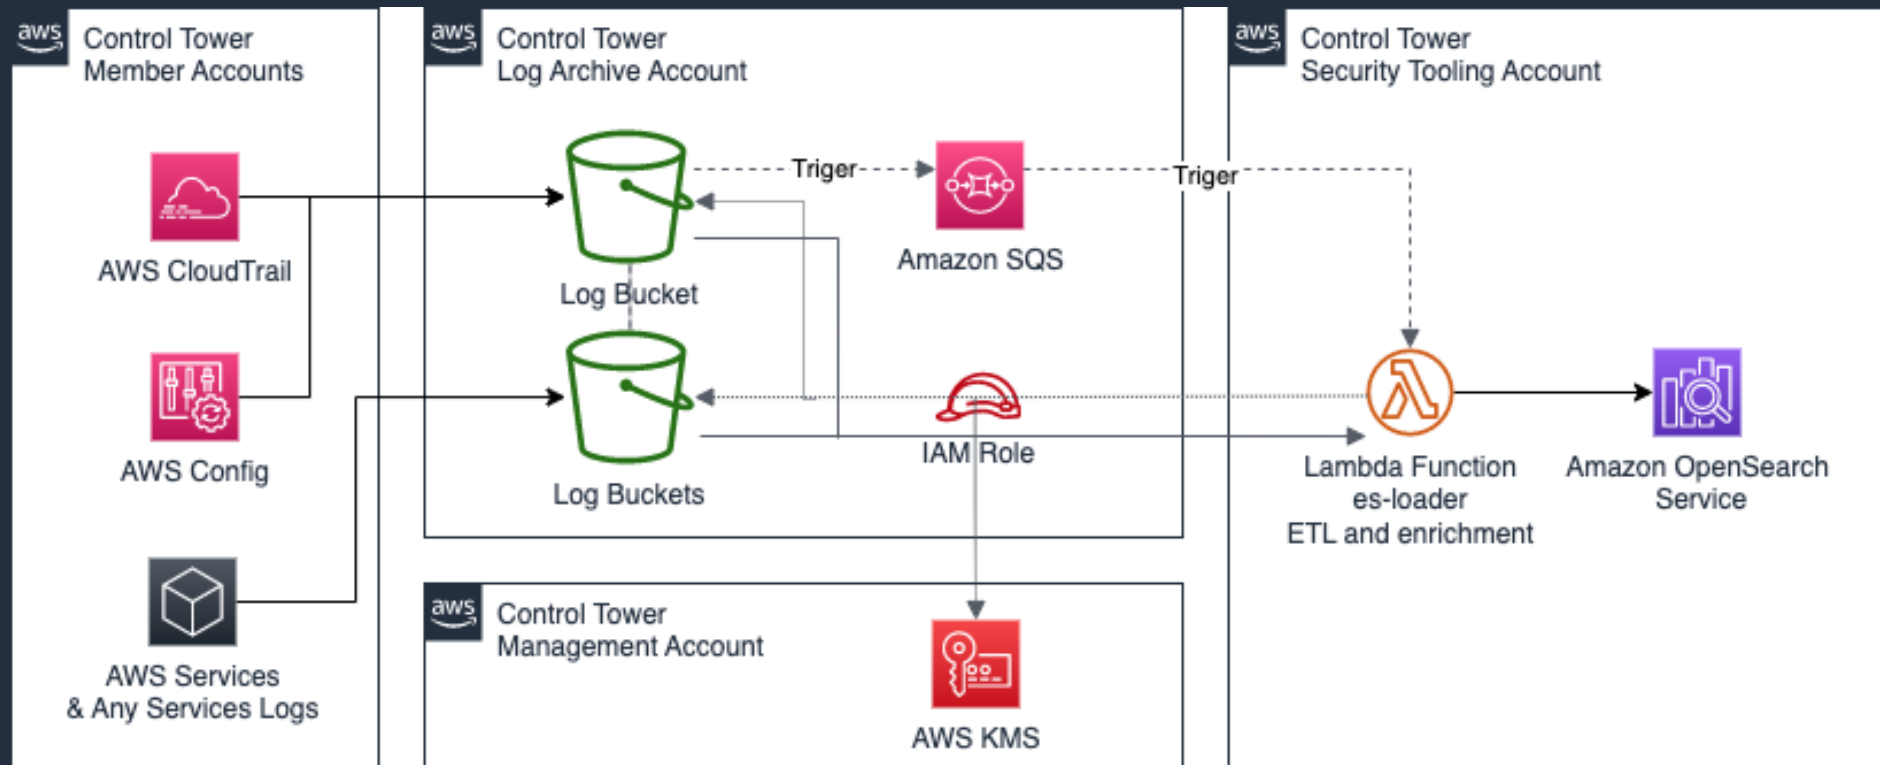 aws
Control Tower
Member Accounts
AWS CloudTrail
AWS Config
AWS Services
& Any Services Logs
aws
Control Tower
Log Archive Account
Triger
Amazon SQS
Log Bucket
IAM Role
Log Buckets
aws
Control Tower
Management Account
AWS KMS
aws
Control Tower
Security Tooling Account
Triger
Lambda Function
es-loader
ETL and enrichment
Amazon OpenSearch
Service